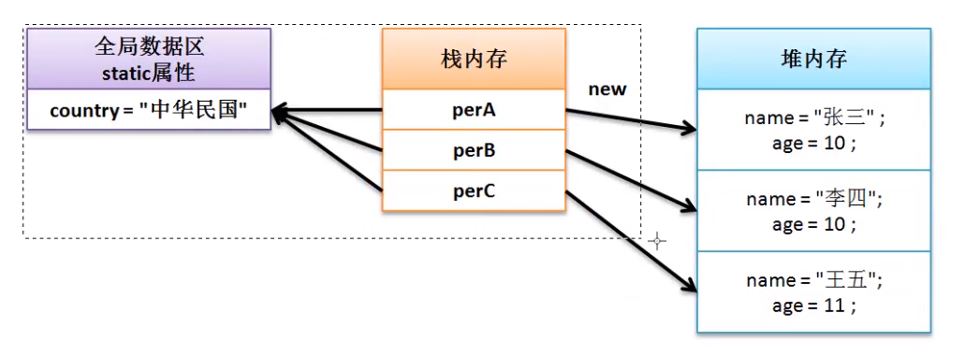 全局数据区
static属性
country = "中华民国"
栈内存
perA
perB
perC
new
堆内存
name = "张三" ;
age = 10 ;
name = "李四";
age = 10 ;
name = "王五";
age = 11 ;